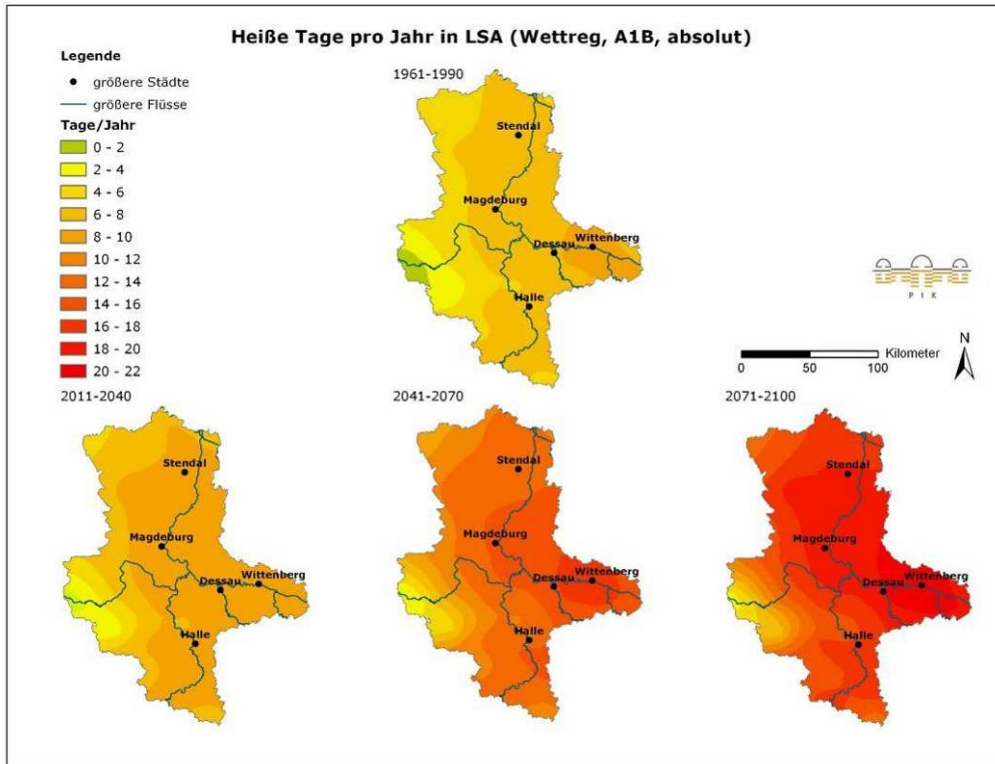 Heiße Tage pro Jahr in LSA (Wettreg, A1B, absolut)
Legende
größere Städte
größere Flüsse
Tage/Jahr
0 - 2
2 - 4
4 - 6
6 - 8
8 - 10
10 - 12
12 - 14
14 - 16
16 - 18
18 - 20
20 - 22
1961-1990
Stendal
Magdeburg
Dessau Wittenberg
Halle
P I K
N
Kilometer
0 50 100
2011-2040
Stendal
Magdeburg
Dessau Wittenberg
Halle
2041-2070
Stendal
Magdeburg
Dessau Wittenberg
Halle
2071-2100
Stendal
Magdeburg
Dessau Wittenberg
Halle